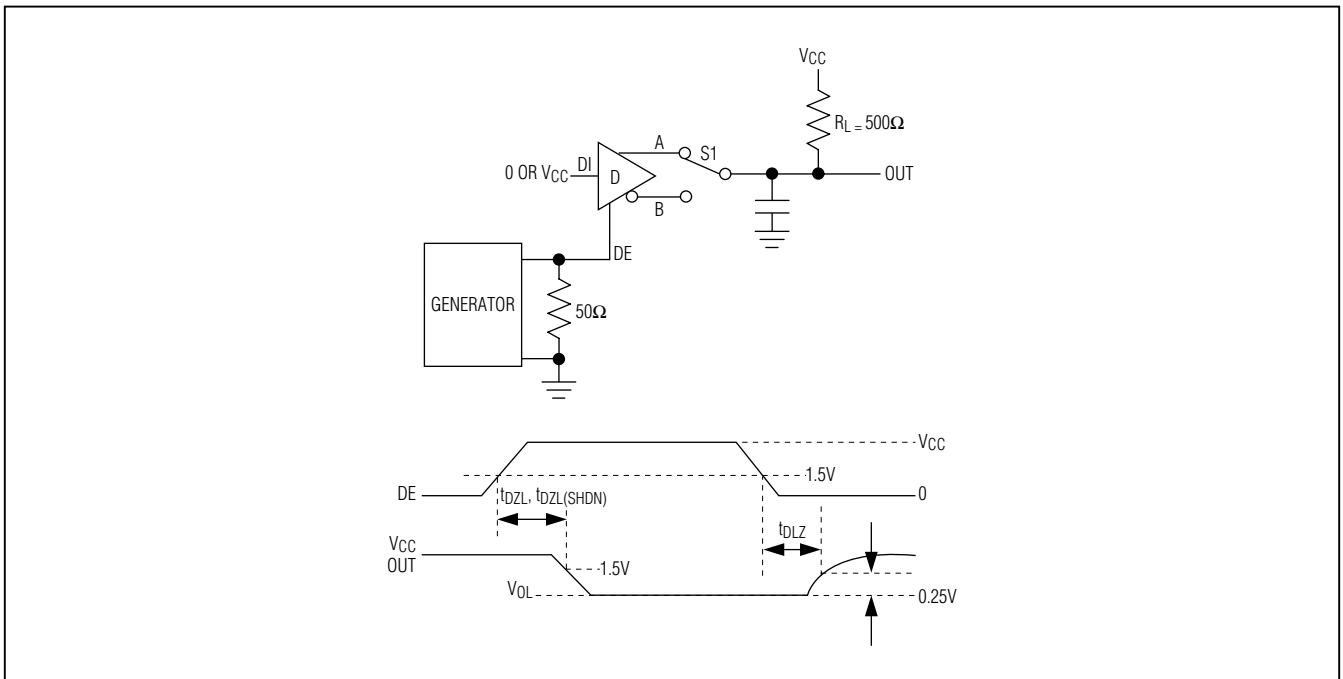 VCC
RL = 500Ω
A
S1
0 OR VCC
DI
D
OUT
B
DE
GENERATOR
50Ω
VCC
1.5V
DE
0
tDZL, tDZL(SHDN)
tDLZ
VCC
OUT
1.5V
VOL
0.25V